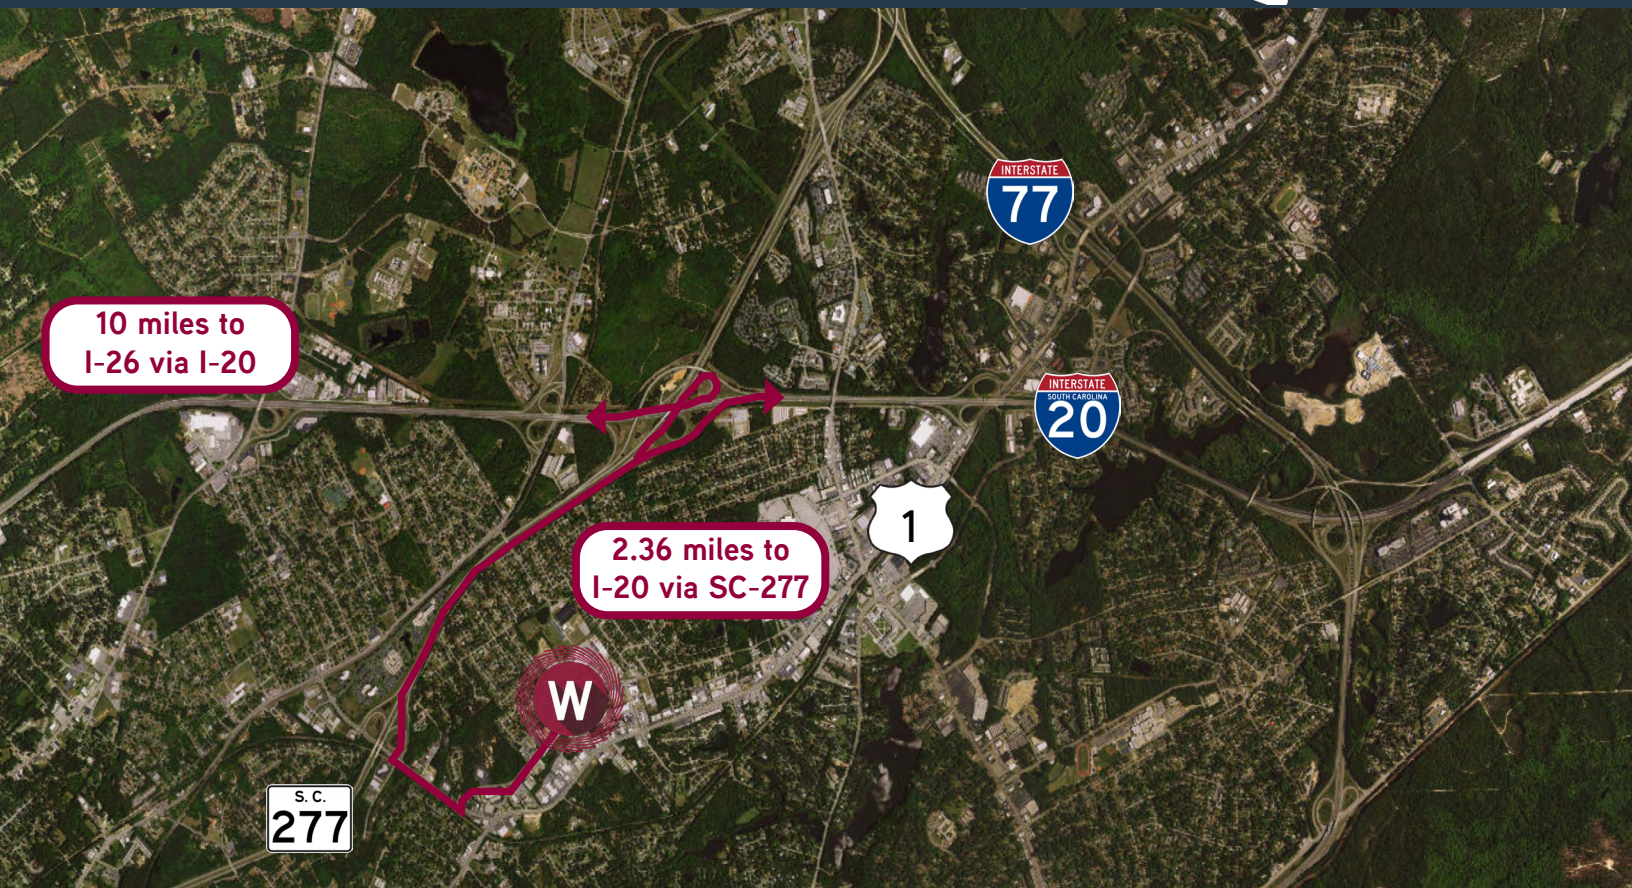 INTERSTATE
77
10 miles to
I-26 via I-20
INTERSTATE
SOUTH CAROLINA
20
1
2.36 miles to
I-20 via SC-277
W
S. C.
277